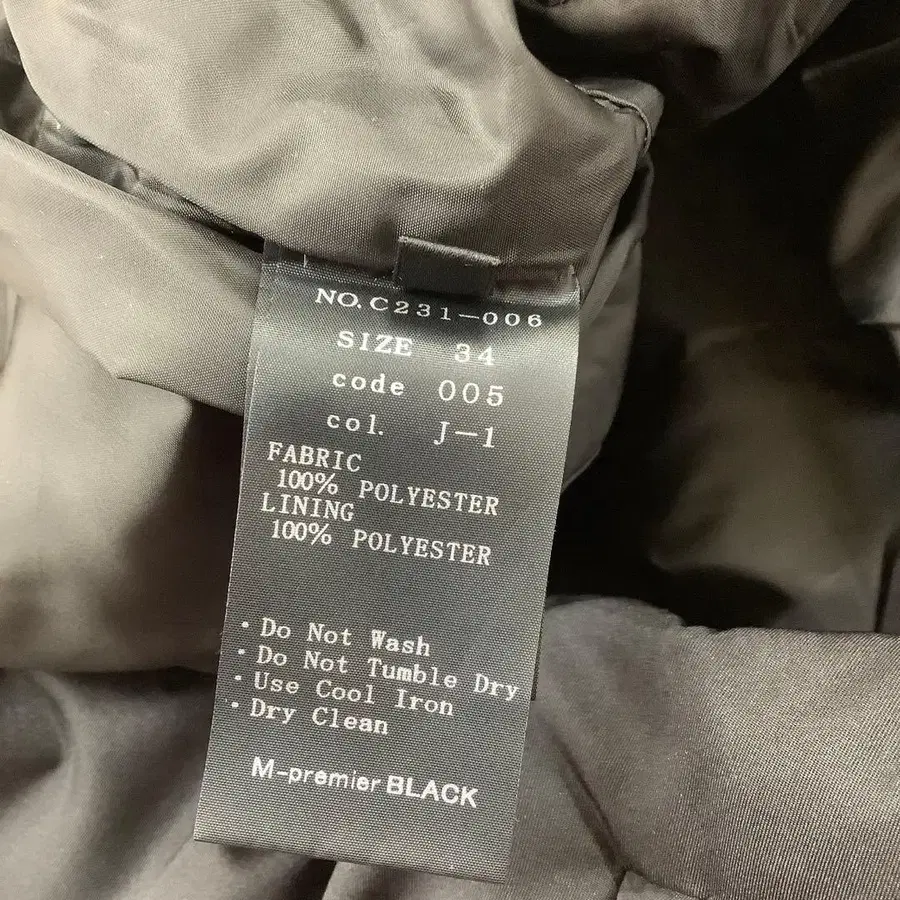 NO. C231-006
SIZE 34
code 005
col. J-1
FABRIC
100% POLYESTER
LINING
100% POLYESTER
・Do Not Wash
・Do Not Tumble Dry
・Use Cool Iron
・Dry Clean
M-premier BLACK